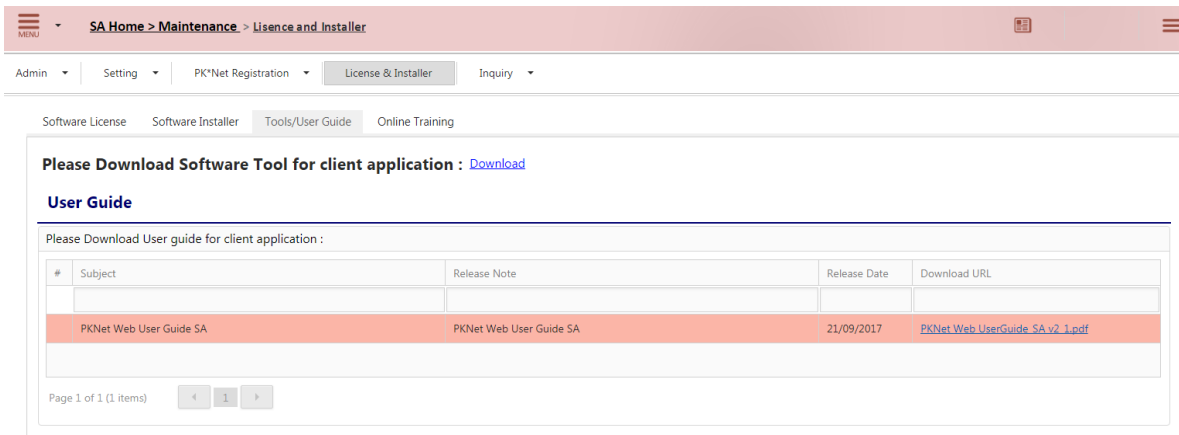 MENU SA Home > Maintenance > Lisence and Installer
Admin Setting PK*Net Registration License & Installer Inquiry
Software License Software Installer Tools/User Guide Online Training
Please Download Software Tool for client application : Download
User Guide
Please Download User guide for client application :
# Subject Release Note Release Date Download URL
PKNet Web User Guide SA PKNet Web User Guide SA 21/09/2017 PKNet Web UserGuide SA v2_1.pdf
Page 1 of 1 (1 items) 1